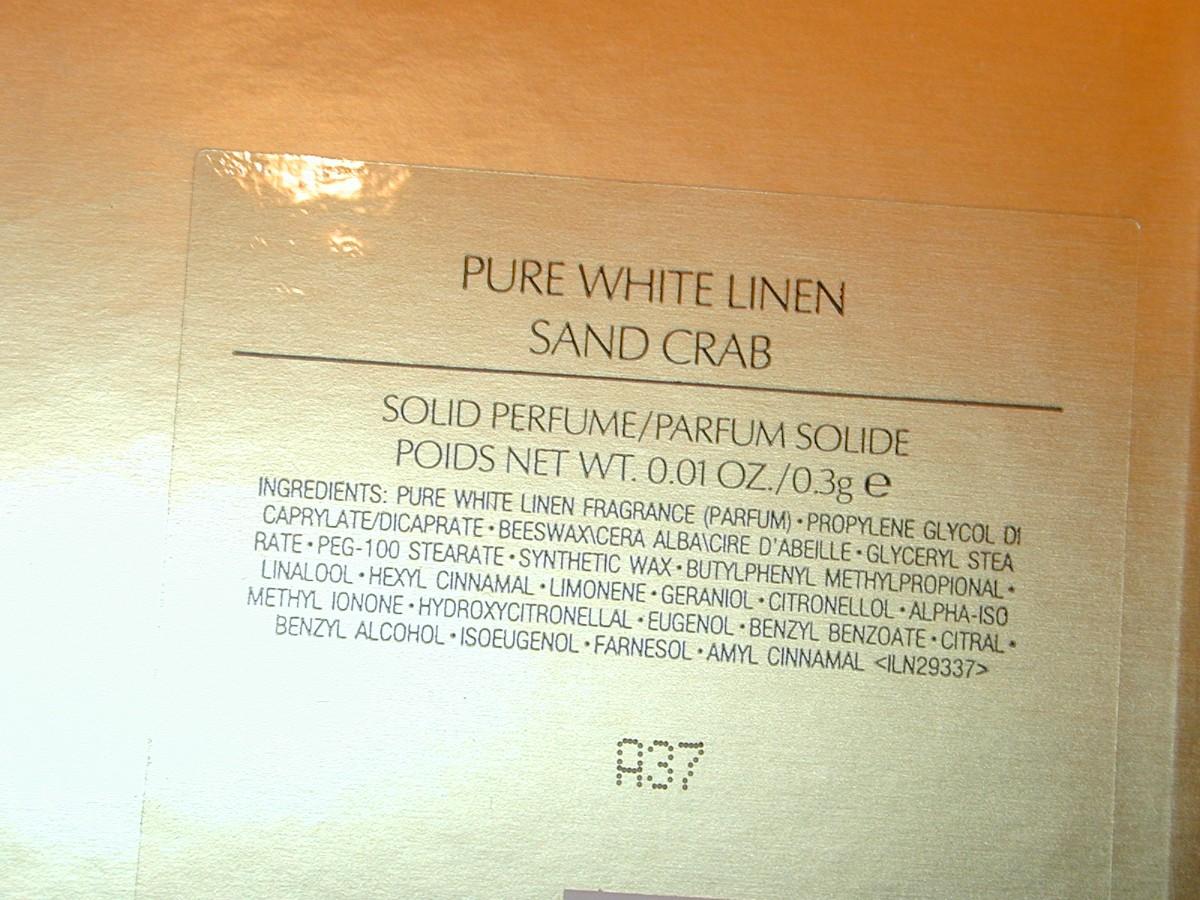 PURE WHITE LINEN
SAND CRAB
SOLID PERFUME/PARFUM SOLIDE
POIDS NET WT. 0.01 OZ./0.3g ℮
INGREDIENTS: PURE WHITE LINEN FRAGRANCE (PARFUM) • PROPYLENE GLYCOL DI
CAPRYLATE/DICAPRATE • BEESWAX\CERA ALBA\CIRE D'ABEILLE • GLYCERYL STEA
RATE • PEG-100 STEARATE • SYNTHETIC WAX • BUTYLPHENYL METHYLPROPIONAL •
LINALOOL • HEXYL CINNAMAL • LIMONENE • GERANIOL • CITRONELLOL • ALPHA-ISO
METHYL IONONE • HYDROXYCITRONELLAL • EUGENOL • BENZYL BENZOATE • CITRAL •
BENZYL ALCOHOL • ISOEUGENOL • FARNESOL • AMYL CINNAMAL <ILN29337>
A37